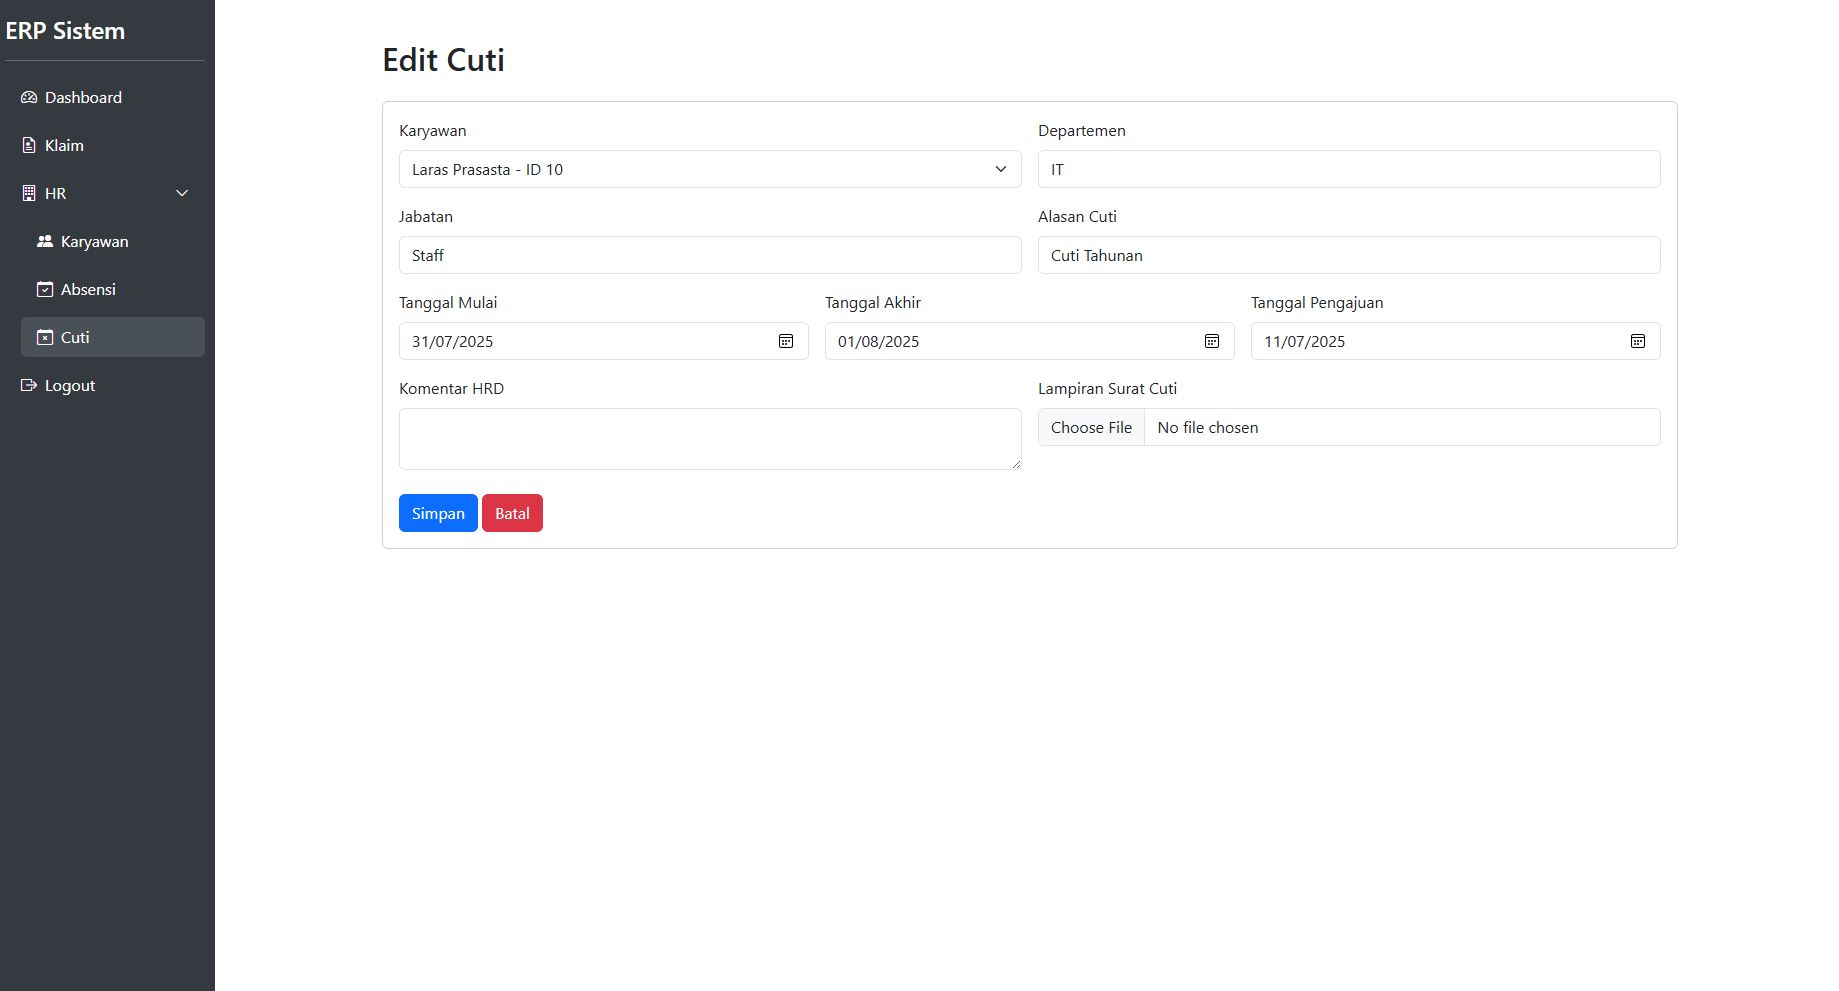 ERP Sistem
Dashboard
Klaim
HR
Karyawan
Absensi
Cuti
Logout
Edit Cuti
Karyawan
Departemen
Laras Prasasta - ID 10
IT
Jabatan
Alasan Cuti
Staff
Cuti Tahunan
Tanggal Mulai
Tanggal Akhir
Tanggal Pengajuan
31/07/2025
01/08/2025
11/07/2025
Komentar HRD
Lampiran Surat Cuti
Choose File
No file chosen
Simpan
Batal